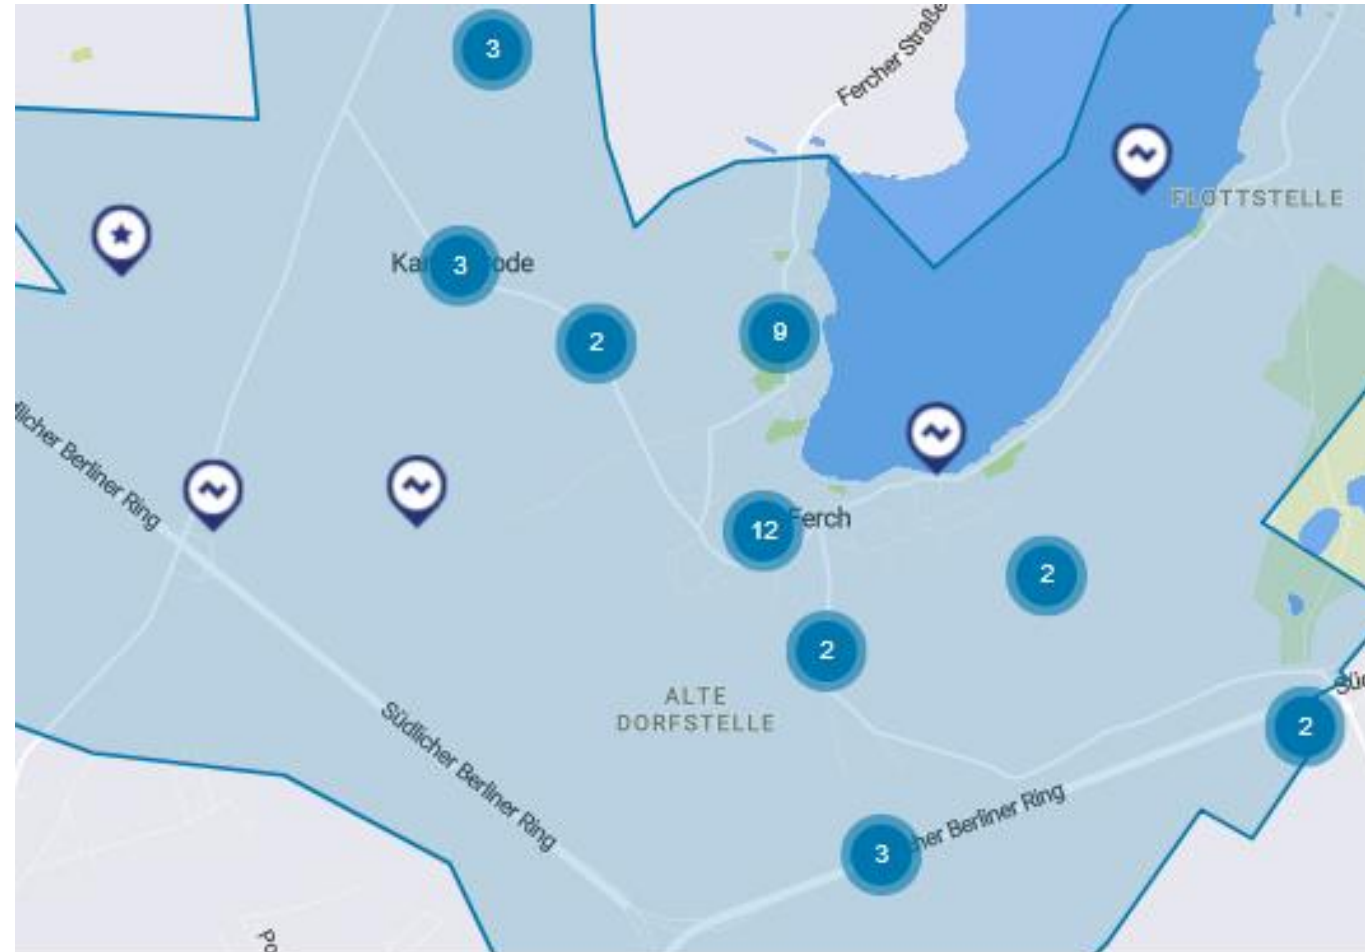 3
Fercher Straße
FLOTTSTELLE
3
2
9
licher Berliner Ring
12
Ferch
2
2
ALTE
DORFSTELLE
Südlicher Berliner Ring
2
her Berliner Ring
3